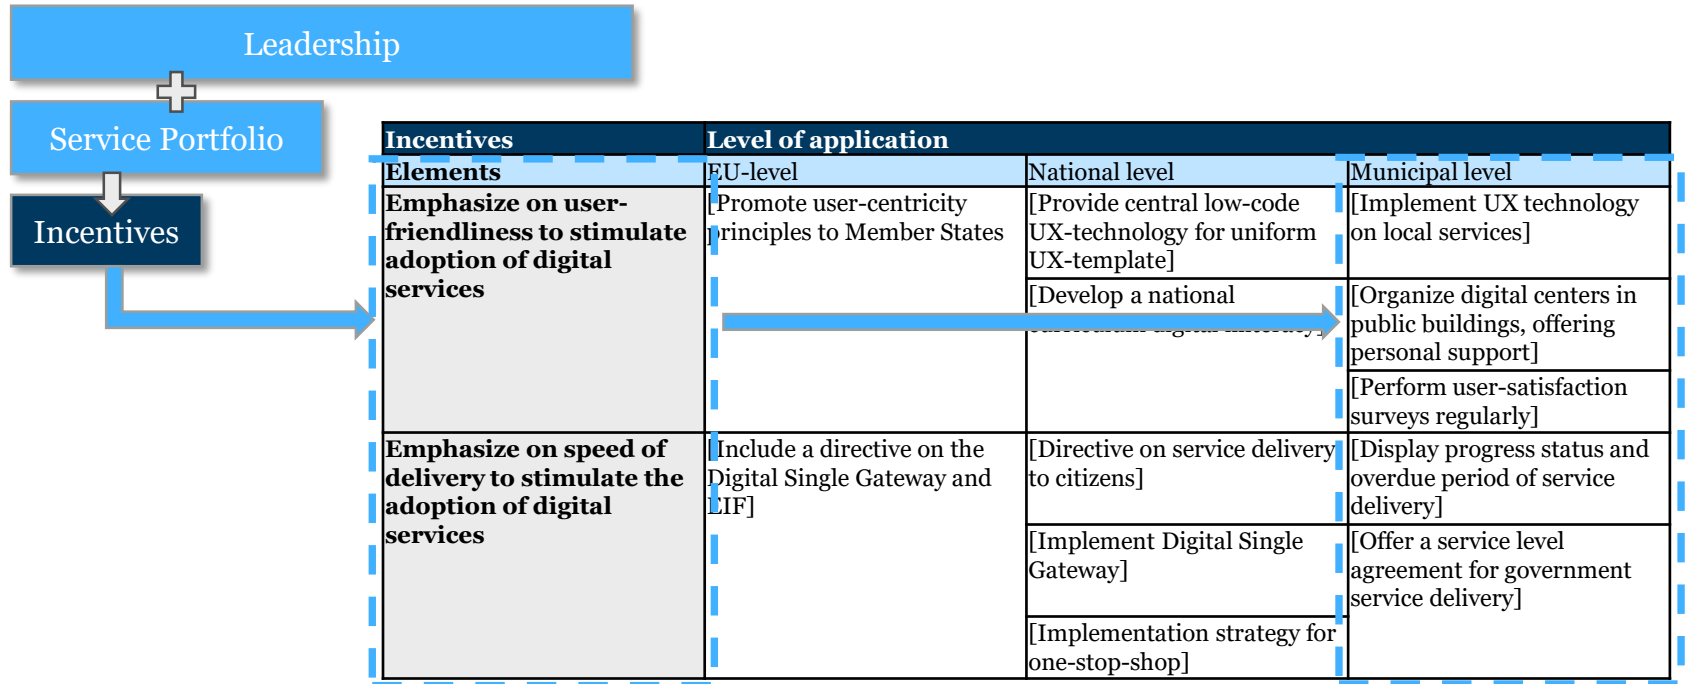 Leadership
Service Portfolio
Incentives
Incentives
Level of application
Elements
EU-level
National level
Municipal level
Emphasize on user-
friendliness to stimulate
adoption of digital
services
[Promote user-centricity
principles to Member States
[Provide central low-code
UX-technology for uniform
UX-template]
[Implement UX technology
on local services]
[Develop a national
[Organize digital centers in
public buildings, offering
personal support]
[Perform user-satisfaction
surveys regularly]
Emphasize on speed of
delivery to stimulate the
adoption of digital
services
[Include a directive on the
Digital Single Gateway and
EIF]
[Directive on service delivery
to citizens]
[Display progress status and
overdue period of service
delivery]
[Implement Digital Single
Gateway]
[Offer a service level
agreement for government
service delivery]
[Implementation strategy for
one-stop-shop]